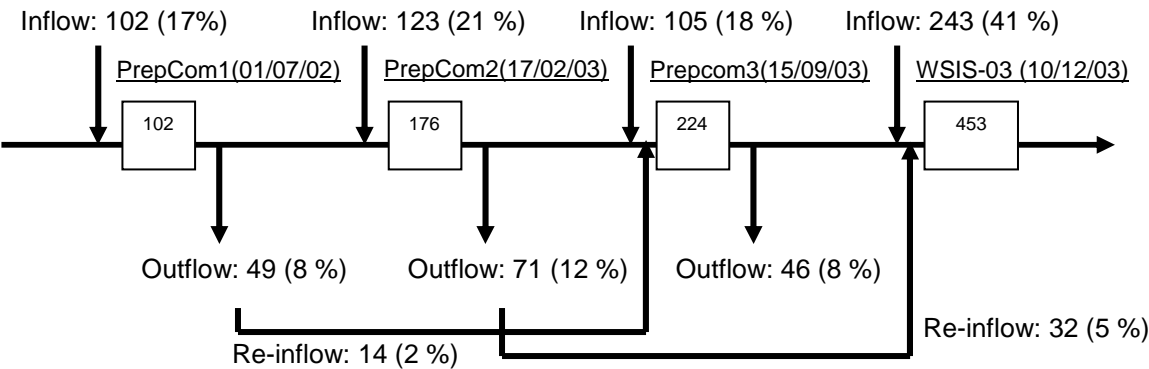 Inflow: 102 (17%) Inflow: 123 (21 %) Inflow: 105 (18 %) Inflow: 243 (41 %)
PrepCom1(01/07/02) PrepCom2(17/02/03) Prepcom3(15/09/03) WSIS-03 (10/12/03)
102 176 224 453
Outflow: 49 (8 %) Outflow: 71 (12 %) Outflow: 46 (8 %)
Re-inflow: 32 (5 %)
Re-inflow: 14 (2 %)